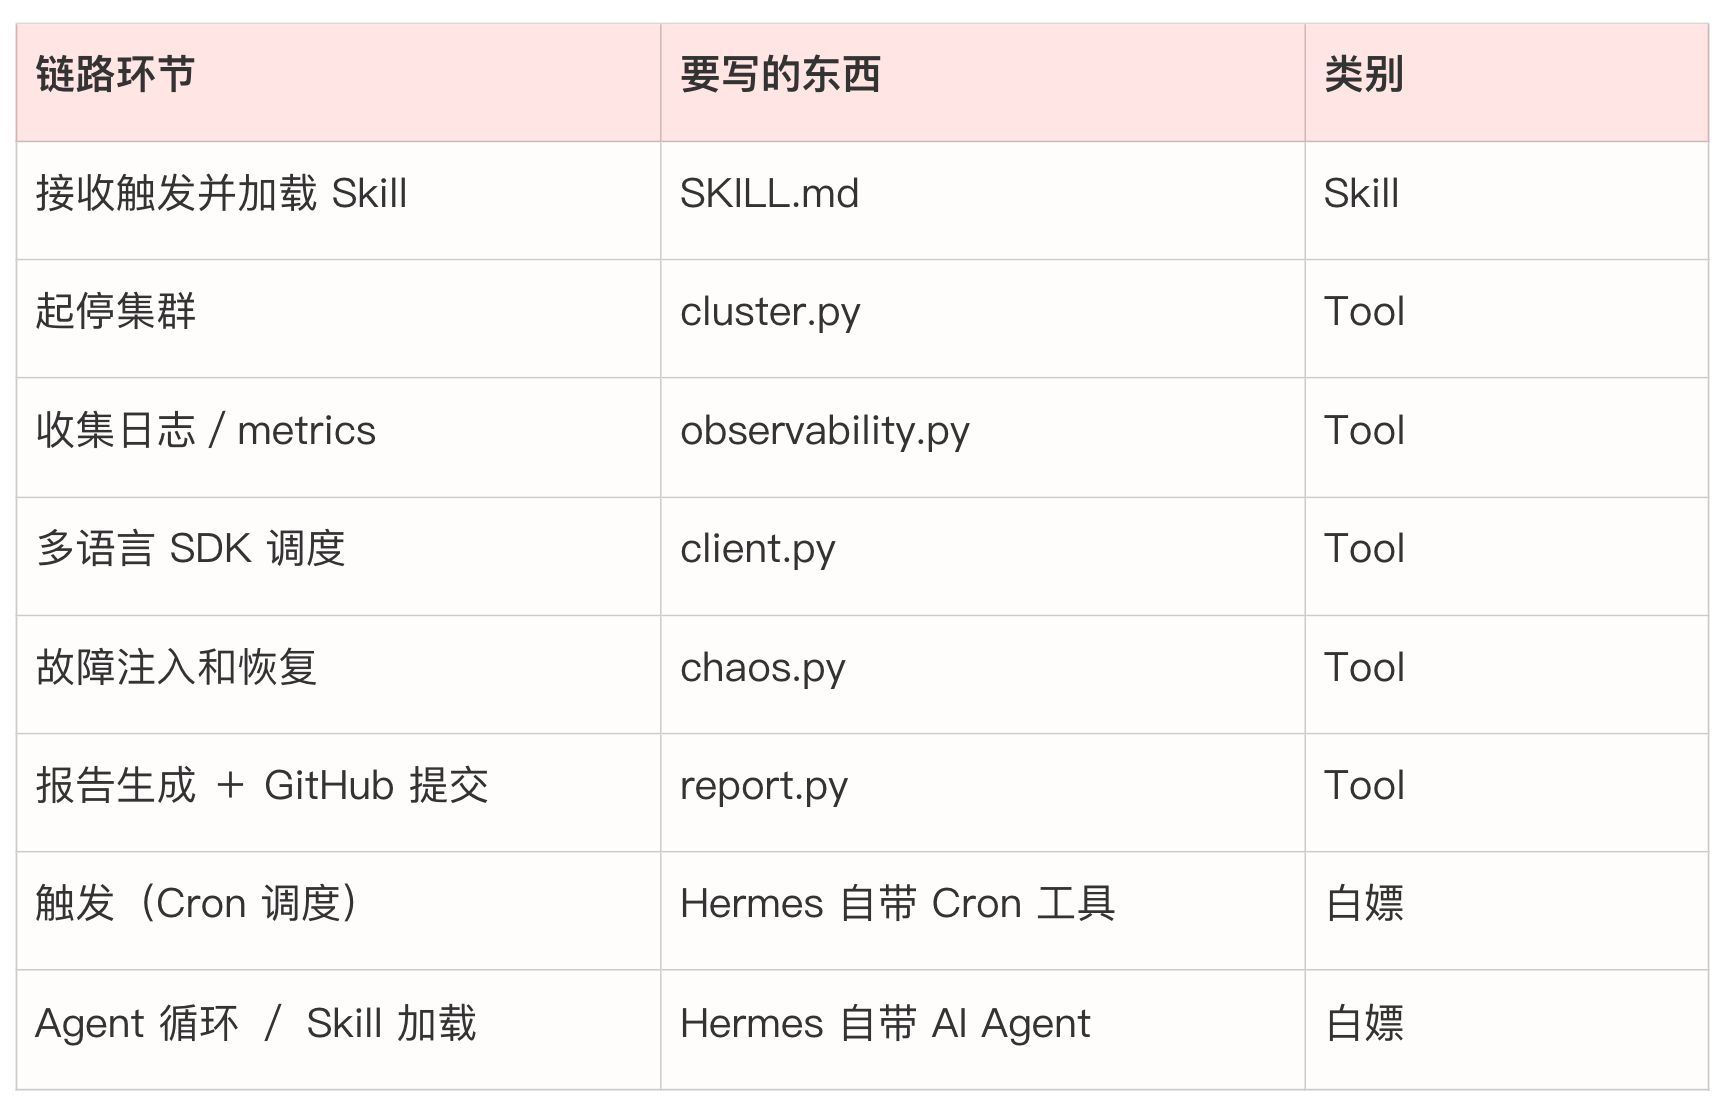 链路环节 要写的东西 类别
接收触发并加载 Skill SKILL.md Skill
起停集群 cluster.py Tool
收集日志 / metrics observability.py Tool
多语言 SDK 调度 client.py Tool
故障注入和恢复 chaos.py Tool
报告生成 + GitHub 提交 report.py Tool
触发（Cron 调度） Hermes 自带 Cron 工具 白嫖
Agent 循环 / Skill 加载 Hermes 自带 AI Agent 白嫖